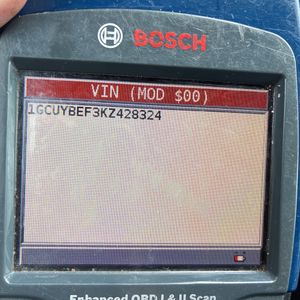 BOSCH
VIN (MOD $00)
1GCUYBEF3KZ428324
Enhanced OBD I & II Scan